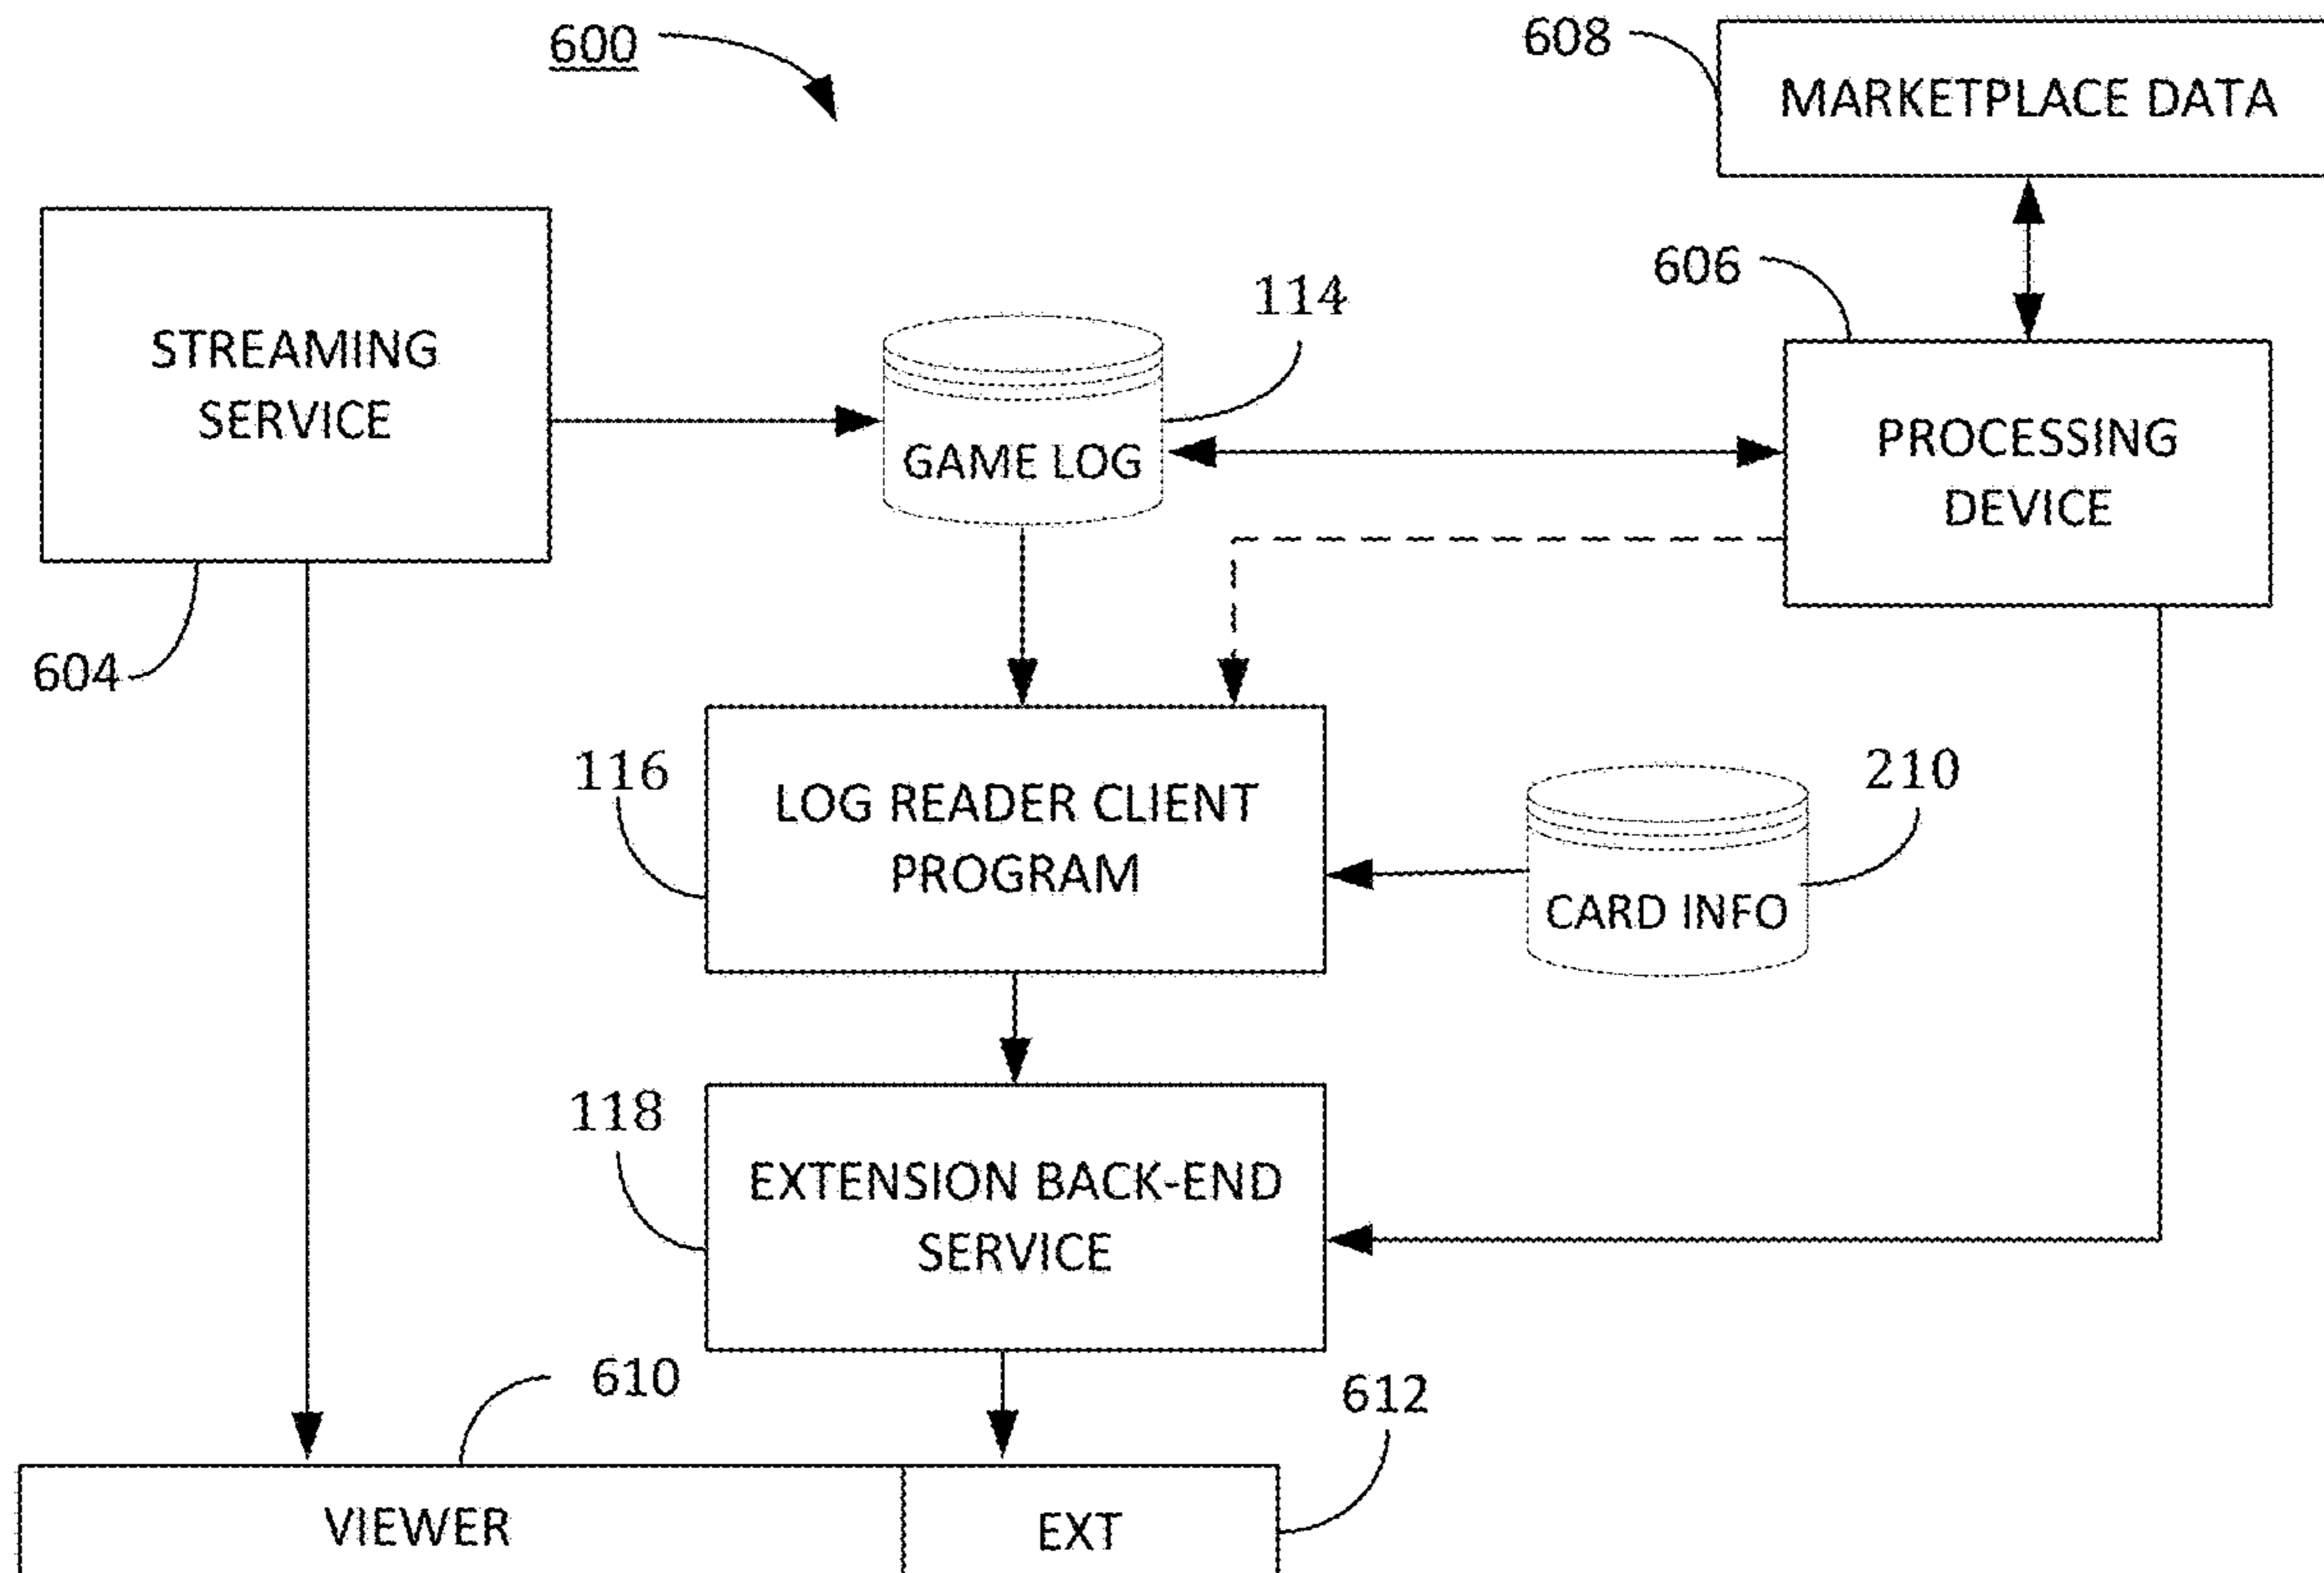 600
608
MARKETPLACE DATA
606
STREAMING
SERVICE
604
114
GAME LOG
PROCESSING
DEVICE
116
LOG READER CLIENT
PROGRAM
210
CARD INFO
118
EXTENSION BACK-END
SERVICE
610
612
VIEWER
EXT